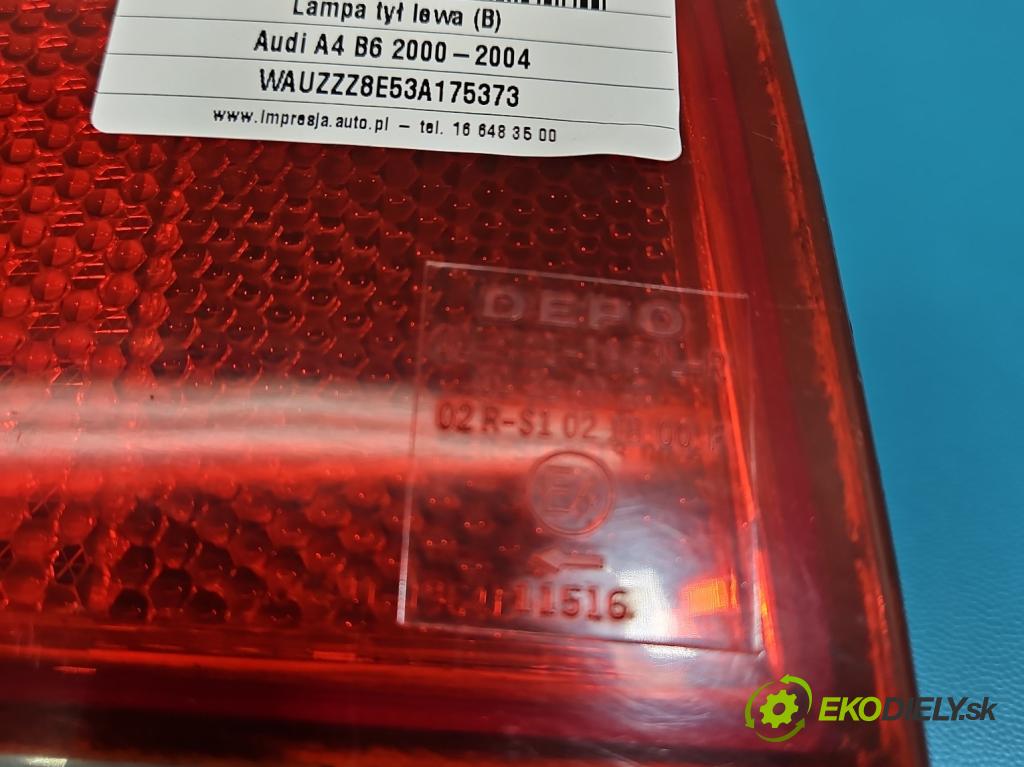 Lampa tył lewa (B)
Audi A4 B6 2000-2004
WAUZZZ8E53A175373
www.impresja.auto.pl - tel. 16 648 35 00
DEPO
02 R-S1 02 00
11516
EKODIELY.sk